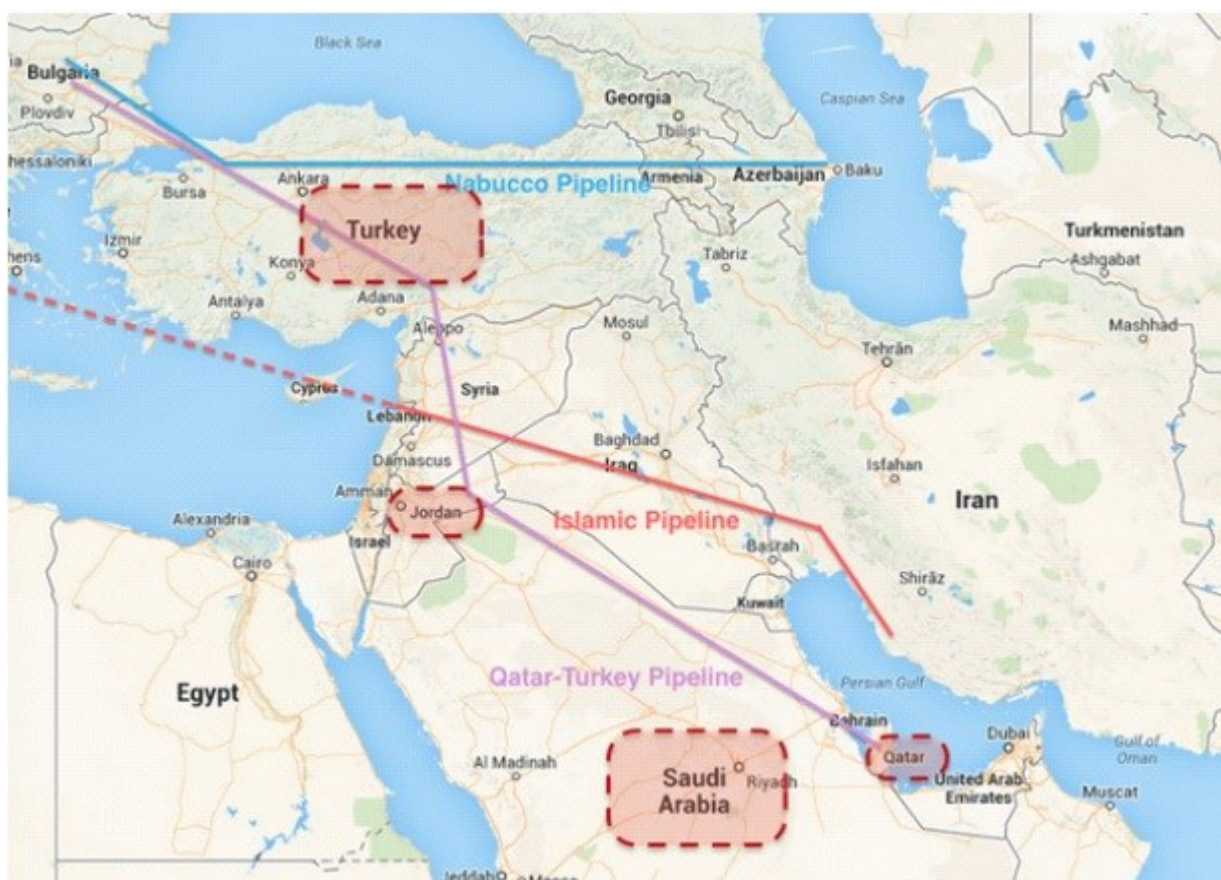 Black Sea
Bulgaria
Plovdiv
Georgia
Tbilisi
Caspian Sea
hessaloniki
Bursa
Ankara
Nabucco Pipeline
Armenia
Azerbaijan
Baku
Turkey
Izmir
hens
Konya
Tabriz
Turkmenistan
Ashgabat
Antalya
Adana
Aleppo
Mosul
Mashhad
Tehrān
Cyprus
Syria
Lebanon
Damascus
Baghdad
Iraq
Isfahan
Iran
Amman
Jordan
Alexandria
Israel
Islamic Pipeline
Cairo
Basrah
Shirāz
Kuwait
Egypt
Qatar-Turkey Pipeline
Persian Gulf
Bahrain
Dubai
Gulf of
Oman
Al Madinah
Saudi
Arabia
Riyadh
Qatar
United Arab
Emirates
Muscat
Jeddah